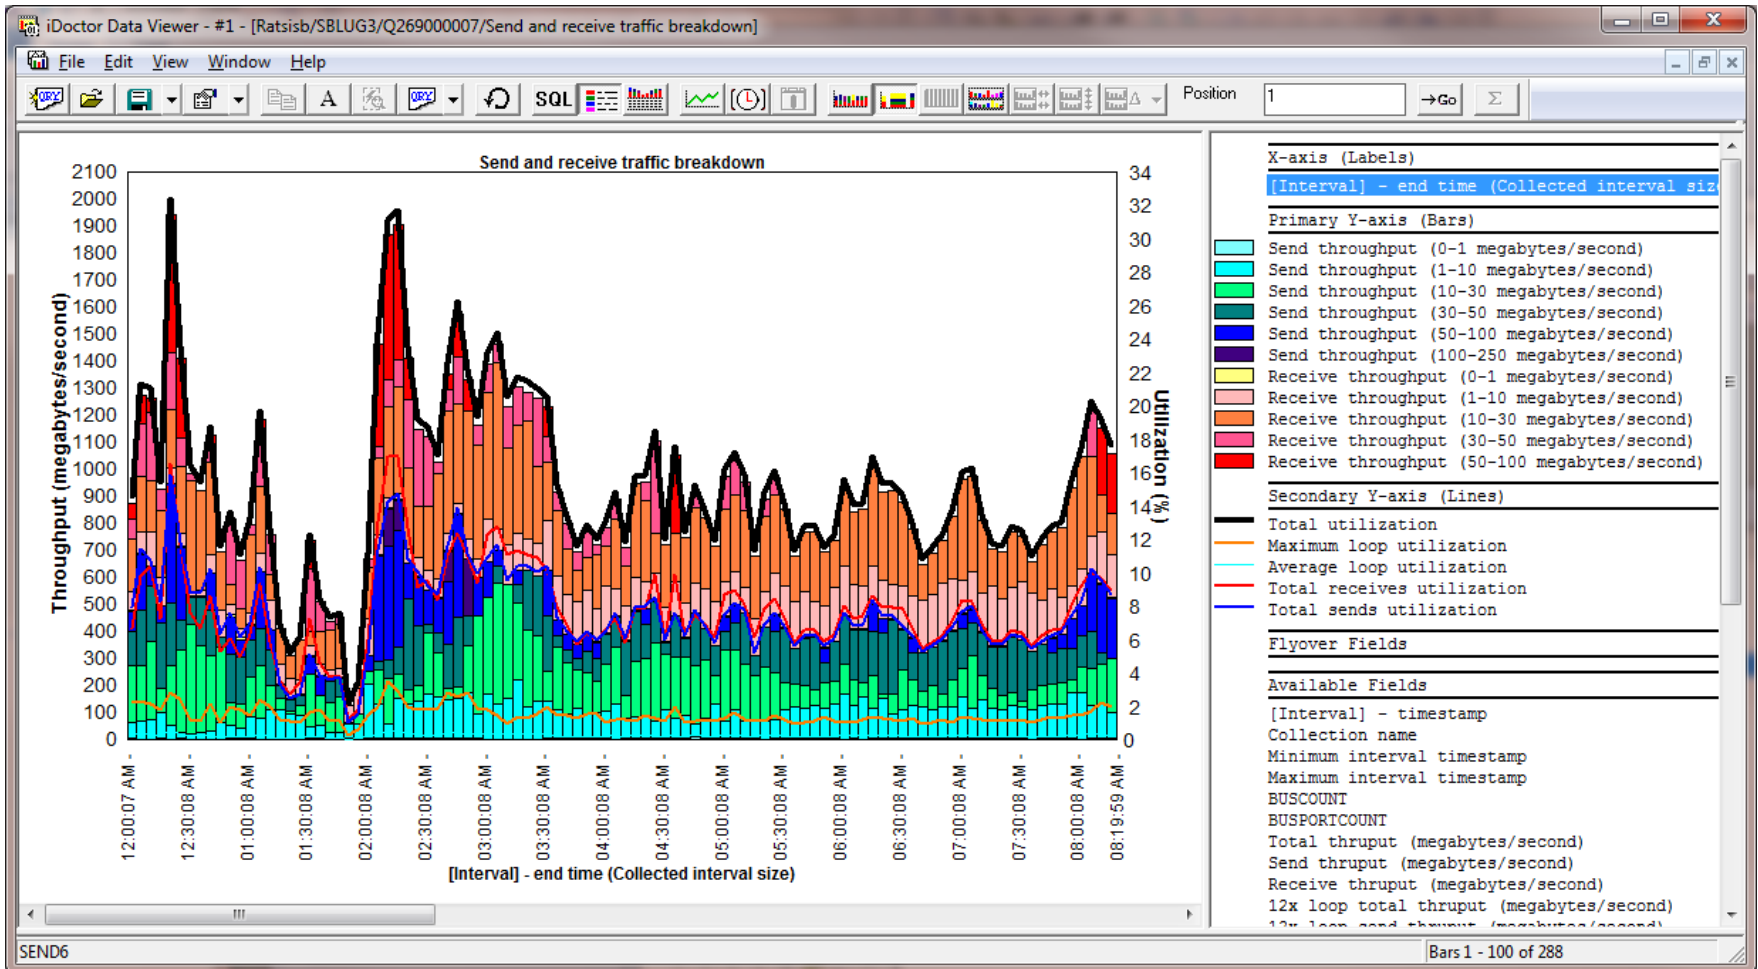 iDoctor Data Viewer - #1 - [Ratsisb/SBLUG3/Q269000007/Send and receive traffic breakdown]
File Edit View Window Help
QRY A QRY SQL Position 1 →Go Σ
Send and receive traffic breakdown
Throughput (megabytes/second)
2100
2000
1900
1800
1700
1600
1500
1400
1300
1200
1100
1000
900
800
700
600
500
400
300
200
100
0
34
32
30
28
26
24
22
20
18
16
14
12
10
8
6
4
2
0
Utilization (%)
12:00:07 AM -
12:30:08 AM -
01:00:08 AM -
01:30:08 AM -
02:00:08 AM -
02:30:08 AM -
03:00:08 AM -
03:30:08 AM -
04:00:08 AM -
04:30:08 AM -
05:00:08 AM -
05:30:08 AM -
06:00:08 AM -
06:30:08 AM -
07:00:08 AM -
07:30:08 AM -
08:00:08 AM -
08:19:59 AM -
[Interval] - end time (Collected interval size)
X-axis (Labels)
[Interval] - end time (Collected interval size
Primary Y-axis (Bars)
Send throughput (0-1 megabytes/second)
Send throughput (1-10 megabytes/second)
Send throughput (10-30 megabytes/second)
Send throughput (30-50 megabytes/second)
Send throughput (50-100 megabytes/second)
Send throughput (100-250 megabytes/second)
Receive throughput (0-1 megabytes/second)
Receive throughput (1-10 megabytes/second)
Receive throughput (10-30 megabytes/second)
Receive throughput (30-50 megabytes/second)
Receive throughput (50-100 megabytes/second)
Secondary Y-axis (Lines)
Total utilization
Maximum loop utilization
Average loop utilization
Total receives utilization
Total sends utilization
Flyover Fields
Available Fields
[Interval] - timestamp
Collection name
Minimum interval timestamp
Maximum interval timestamp
BUSCOUNT
BUSPORTCOUNT
Total thruput (megabytes/second)
Send thruput (megabytes/second)
Receive thruput (megabytes/second)
12x loop total thruput (megabytes/second)
12x loop send thruput (megabytes/second)
SEND6
Bars 1 - 100 of 288